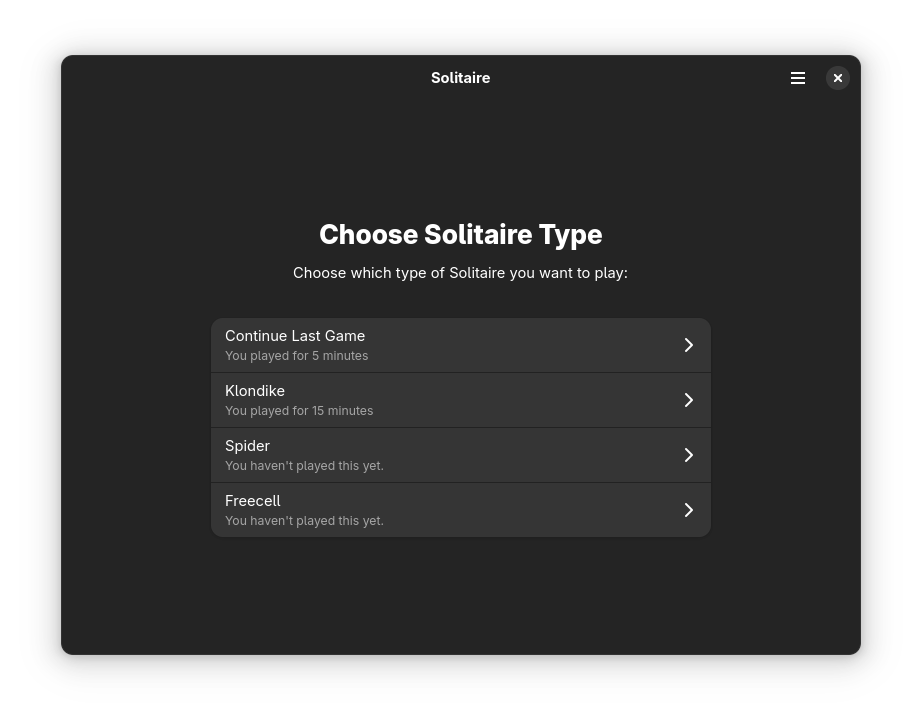 Solitaire
Choose Solitaire Type
Choose which type of Solitaire you want to play:
Continue Last Game
You played for 5 minutes
Klondike
You played for 15 minutes
Spider
You haven't played this yet.
Freecell
You haven't played this yet.